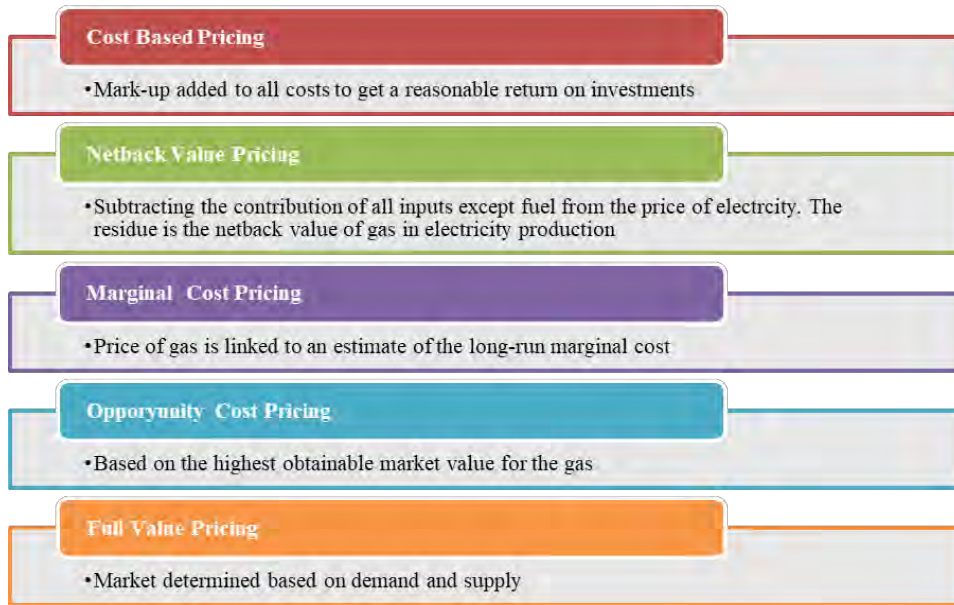 Cost Based Pricing
•Mark-up added to all costs to get a reasonable return on investments
Netback Value Pricing
•Subtracting the contribution of all inputs except fuel from the price of electrcity. The
residue is the netback value of gas in electricity production
Marginal Cost Pricing
•Price of gas is linked to an estimate of the long-run marginal cost
Opporyunity Cost Pricing
•Based on the highest obtainable market value for the gas
Full Value Pricing
•Market determined based on demand and supply